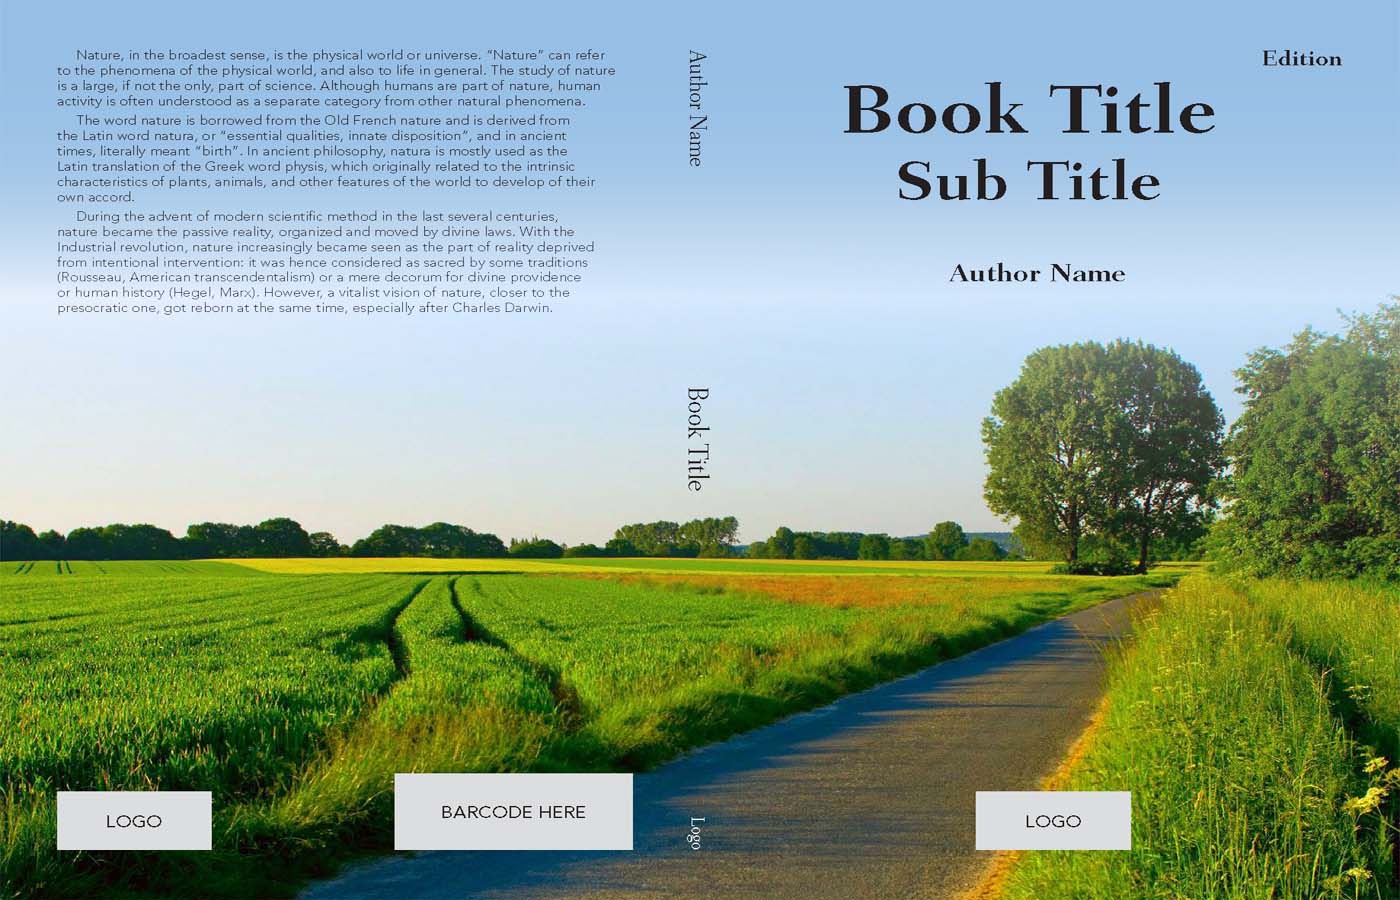 Nature, in the broadest sense, is the physical world or universe. “Nature” can refer
to the phenomena of the physical world, and also to life in general. The study of nature
is a large, if not the only, part of science. Although humans are part of nature, human
activity is often understood as a separate category from other natural phenomena.
The word nature is borrowed from the Old French nature and is derived from
the Latin word natura, or “essential qualities, innate disposition”, and in ancient
times, literally meant “birth”. In ancient philosophy, natura is mostly used as the
Latin translation of the Greek word physis, which originally related to the intrinsic
characteristics of plants, animals, and other features of the world to develop of their
own accord.
During the advent of modern scientific method in the last several centuries,
nature became the passive reality, organized and moved by divine laws. With the
Industrial revolution, nature increasingly became seen as the part of reality deprived
from intentional intervention: it was hence considered as sacred by some traditions
(Rousseau, American transcendentalism) or a mere decorum for divine providence
or human history (Hegel, Marx). However, a vitalist vision of nature, closer to the
presocratic one, got reborn at the same time, especially after Charles Darwin.
LOGO
BARCODE HERE
Author Name
Book Title
Logo
Edition
Book Title
Sub Title
Author Name
LOGO